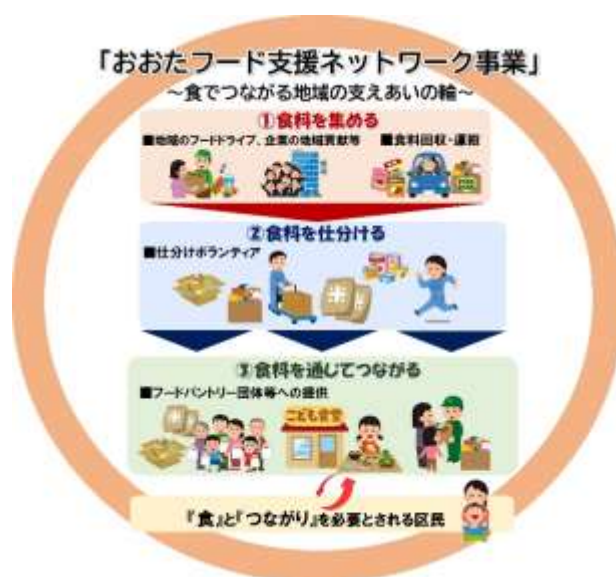 「おおたフード支援ネットワーク事業」
～食でつながる地域の支えあいの輪～
①食料を集める
■地域のフードドライブ、企業の地域貢献等 ■食料回収・運搬
②食料を仕分ける
■仕分けボランティア
米
③食料を通じてつながる
■フードパントリー団体等への提供
こども食堂
『食』と『つながり』を必要とされる区民